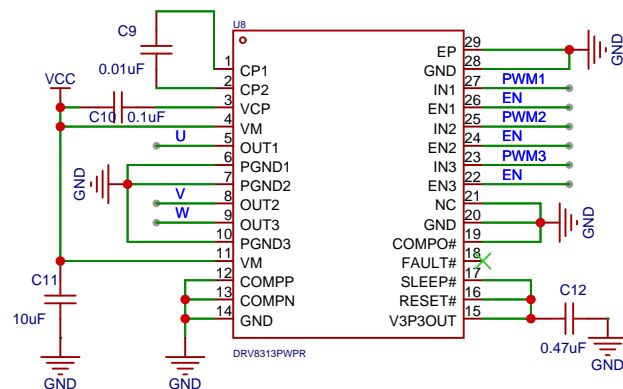 U8
C9
0.01uF
VCC
C10 0.1uF
U
V
W
GND
C11
10uF
GND
GND
1 CP1
2 CP2
3 VCP
4 VM
5 OUT1
6 PGND1
7 PGND2
8 OUT2
9 OUT3
10 PGND3
11 VM
12 COMPP
13 COMPN
14 GND
DRV8313PWPR
EP 29
GND 28
IN1 27 PWM1
EN1 26 EN
IN2 25 PWM2
EN2 24 EN
IN3 23 PWM3
EN3 22 EN
NC 21
GND 20
COMPO# 19
FAULT# 18
SLEEP# 17
RESET# 16
V3P3OUT 15
GND
GND
C12
0.47uF
GND